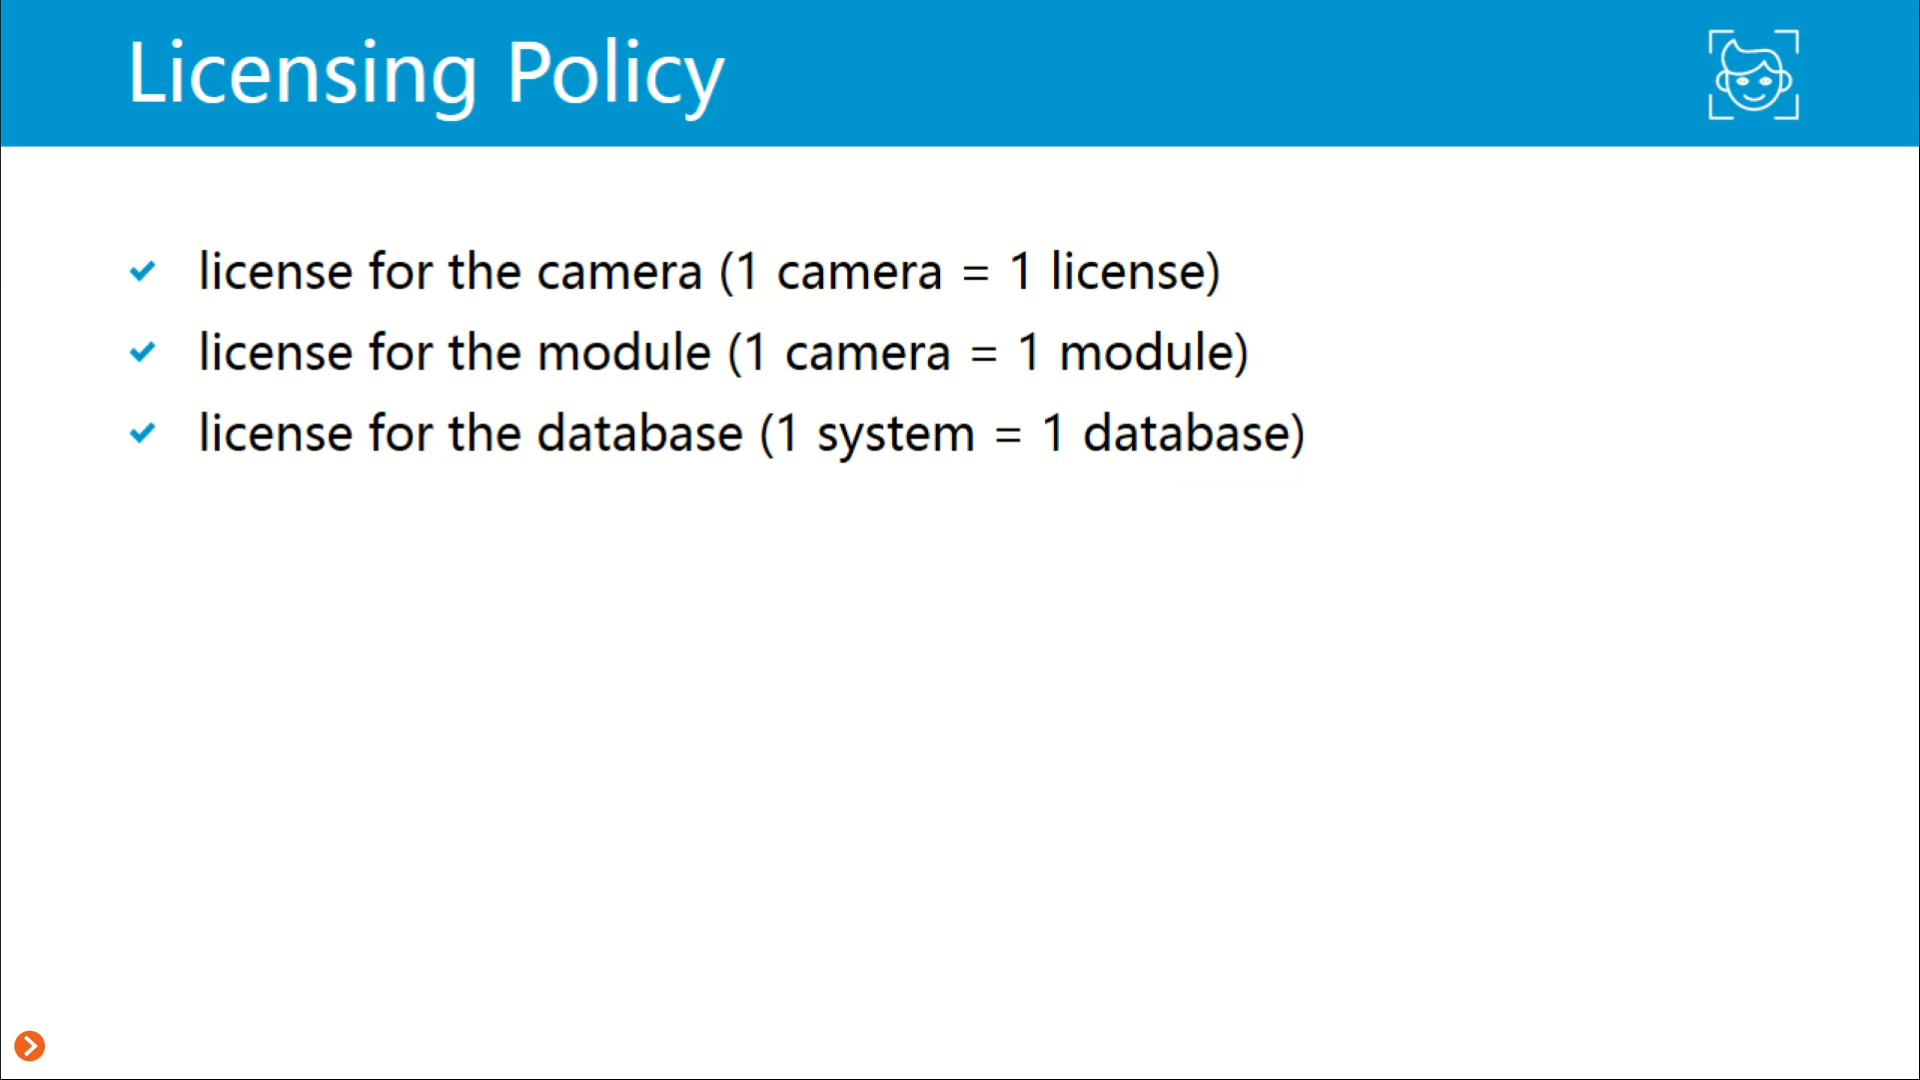 Licensing Policy
license for the camera (1 camera = 1 license)
license for the module (1 camera = 1 module)
license for the database (1 system = 1 database)